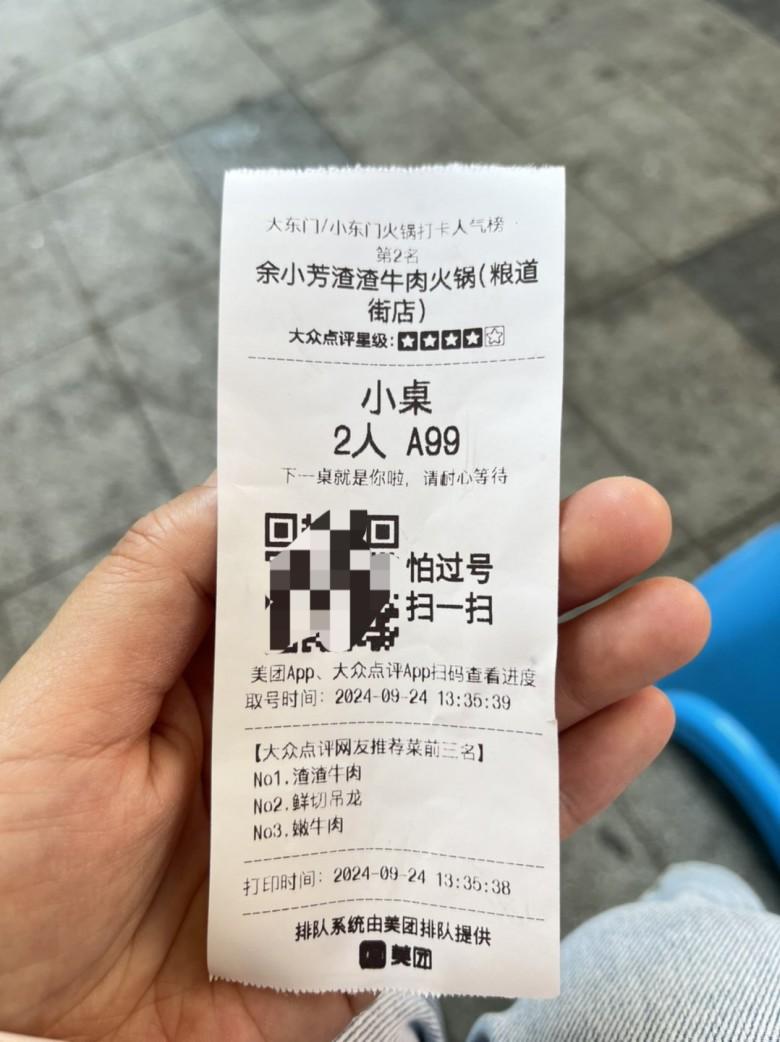 大东门/小东门火锅打卡人气榜
第2名
余小芳渣渣牛肉火锅(粮道
街店)
大众点评星级:
小桌
2人 A99
下一桌就是你啦，请耐心等待
怕过号
扫一扫
美团App、大众点评App扫码查看进度
取号时间: 2024-09-24 13:35:39
【大众点评网友推荐菜前三名】
No1.渣渣牛肉
No2.鲜切吊龙
No3.嫩牛肉
打印时间: 2024-09-24 13:35:38
排队系统由美团排队提供
美团